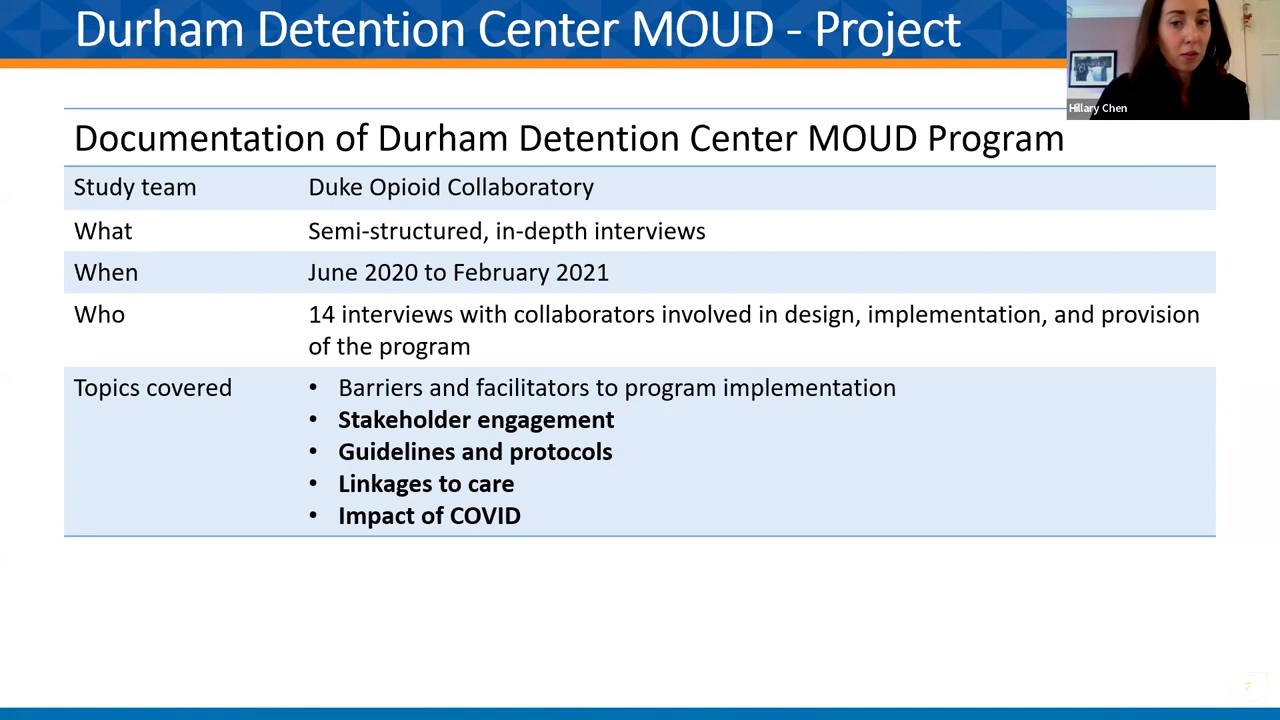 Durham Detention Center MOUD - Project
Hillary Chen
Documentation of Durham Detention Center MOUD Program
Study team Duke Opioid Collaboratory
What Semi-structured, in-depth interviews
When June 2020 to February 2021
Who 14 interviews with collaborators involved in design, implementation, and provision
of the program
Topics covered • Barriers and facilitators to program implementation
• Stakeholder engagement
• Guidelines and protocols
• Linkages to care
• Impact of COVID
7